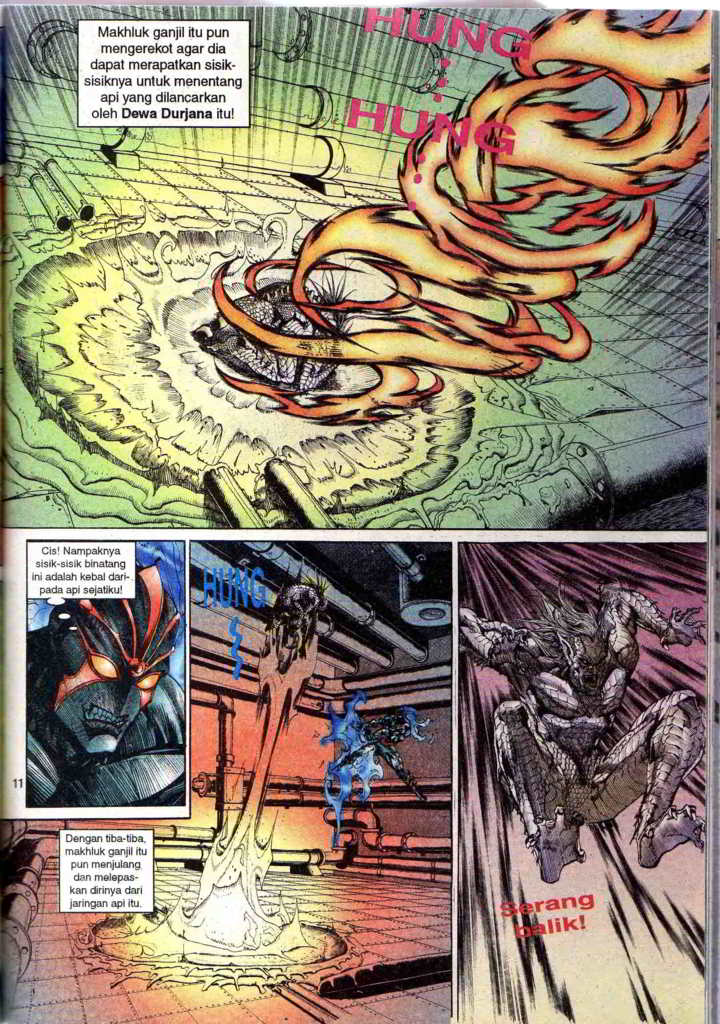 Makhluk ganjil itu pun
mengerekot agar dia
dapat merapatkan sisik-
sisiknya untuk menentang
api yang dilancarkan
oleh Dewa Durjana itu!
HUNG
HUNG
Cis! Nampaknya
sisik-sisik binatang
ini adalah kebal dari-
pada api sejatiku!
HUNG
11
Dengan tiba-tiba,
makhluk ganjil itu
pun menjulang
dan melepas-
kan dirinya dari
jaringan api itu.
Serang
balik!